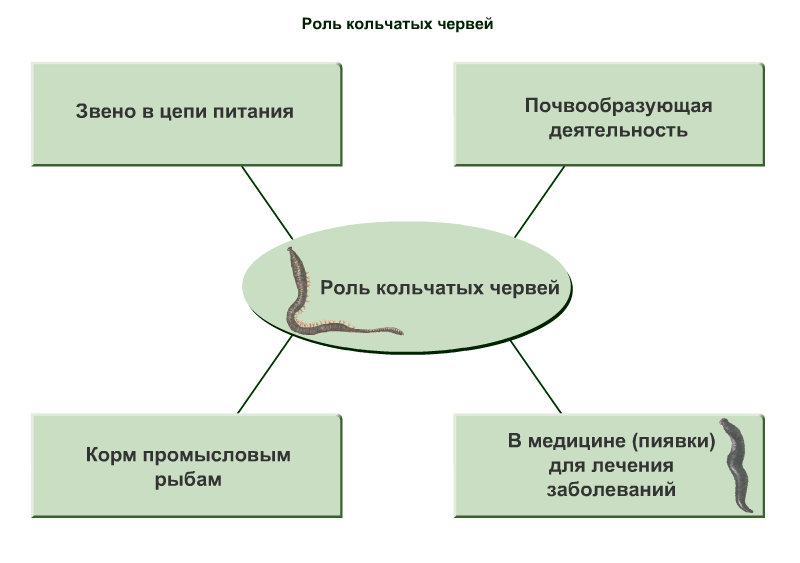 Роль кольчатых червей
Звено в цепи питания
Почвообразующая
деятельность
Роль кольчатых червей
Корм промысловым
рыбам
В медицине (пиявки)
для лечения
заболеваний